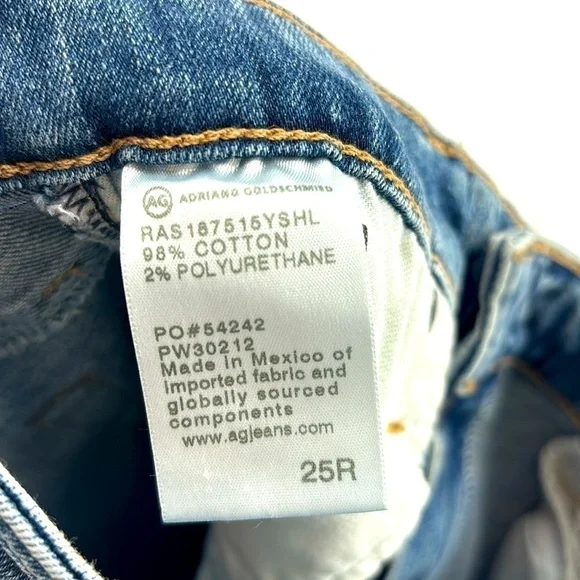 AG ADRIANO GOLDSCHMIED
RAS187515YSHL
98% COTTON
2% POLYURETHANE
PO#54242
PW30212
Made in Mexico of
imported fabric and
globally sourced
components
www.agjeans.com
25R